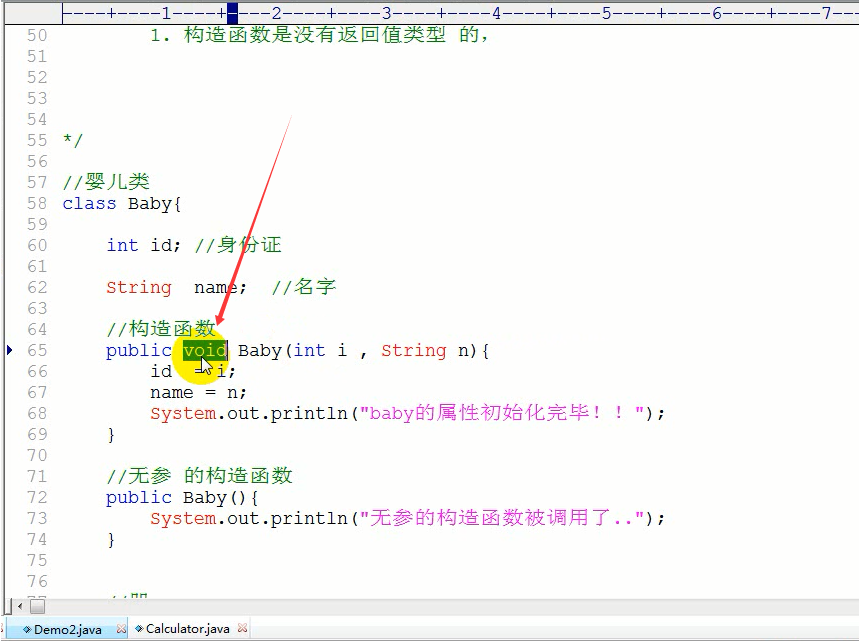 ----+----1----+----2----+----3----+----4----+----5----+----6----+----7---
50 1. 构造函数是没有返回值类型 的，
51
52
53
54
55 */
56
57 //婴儿类
58 class Baby{
59
60 int id; //身份证
61
62 String name; //名字
63
64 //构造函数
65 public void Baby(int i , String n){
66 id = i;
67 name = n;
68 System.out.println("baby的属性初始化完毕！！");
69 }
70
71 //无参 的构造函数
72 public Baby(){
73 System.out.println("无参的构造函数被调用了..");
74 }
75
76
Demo2.java Calculator.java